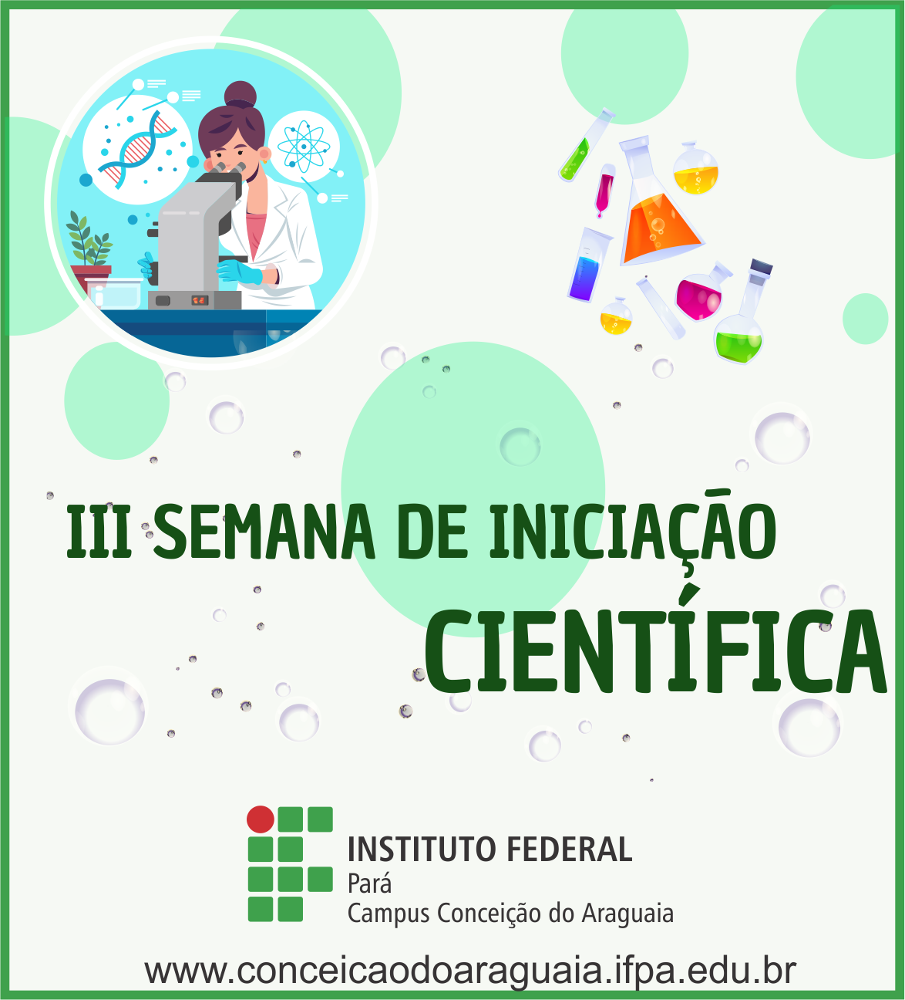 III SEMANA DE INICIAÇÃO
CIENTÍFICA
INSTITUTO FEDERAL
Pará
Campus Conceição do Araguaia
www.conceicaodoaraguaia.ifpa.edu.br